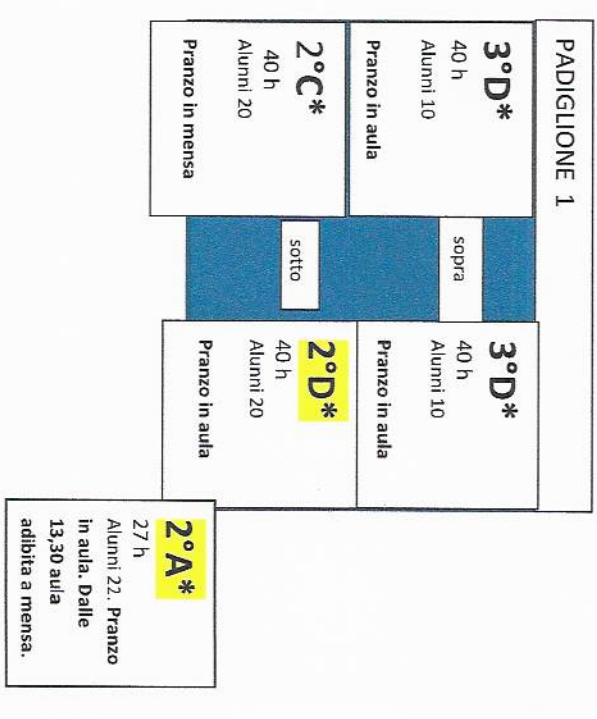 PADIGLIONE 1
3°D*
40 h
Alunni 10
Pranzo in aula
sopra
3°D*
40 h
Alunni 10
Pranzo in aula
2°C*
40 h
Alunni 20
Pranzo in mensa
sotto
2°D*
40 h
Alunni 20
Pranzo in aula
2°A*
27 h
Alunni 22. Pranzo
in aula. Dalle
13,30 aula
adibita a mensa.